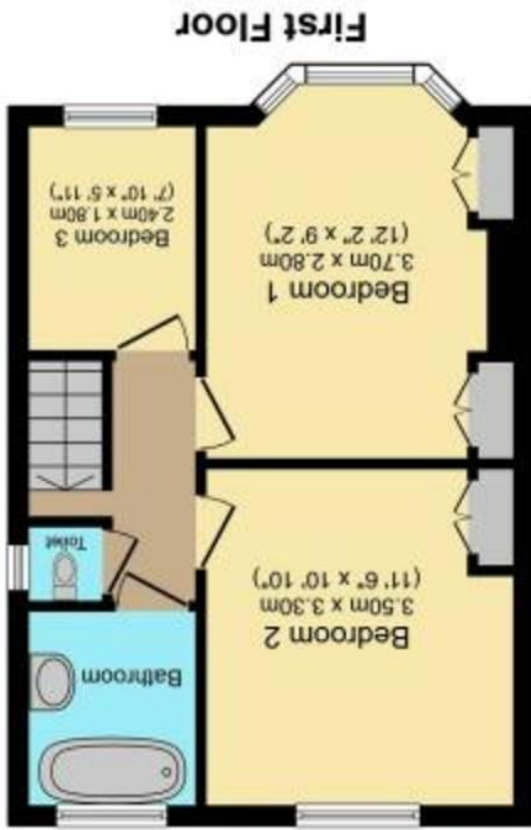 Bedroom 2
3.50m x 3.30m
(11' 6" x 10' 10")
Bathroom
Toilet
Bedroom 1
3.70m x 2.80m
(12' 2" x 9' 2")
Bedroom 3
2.40m x 1.80m
(7' 10" x 5' 11")
First Floor